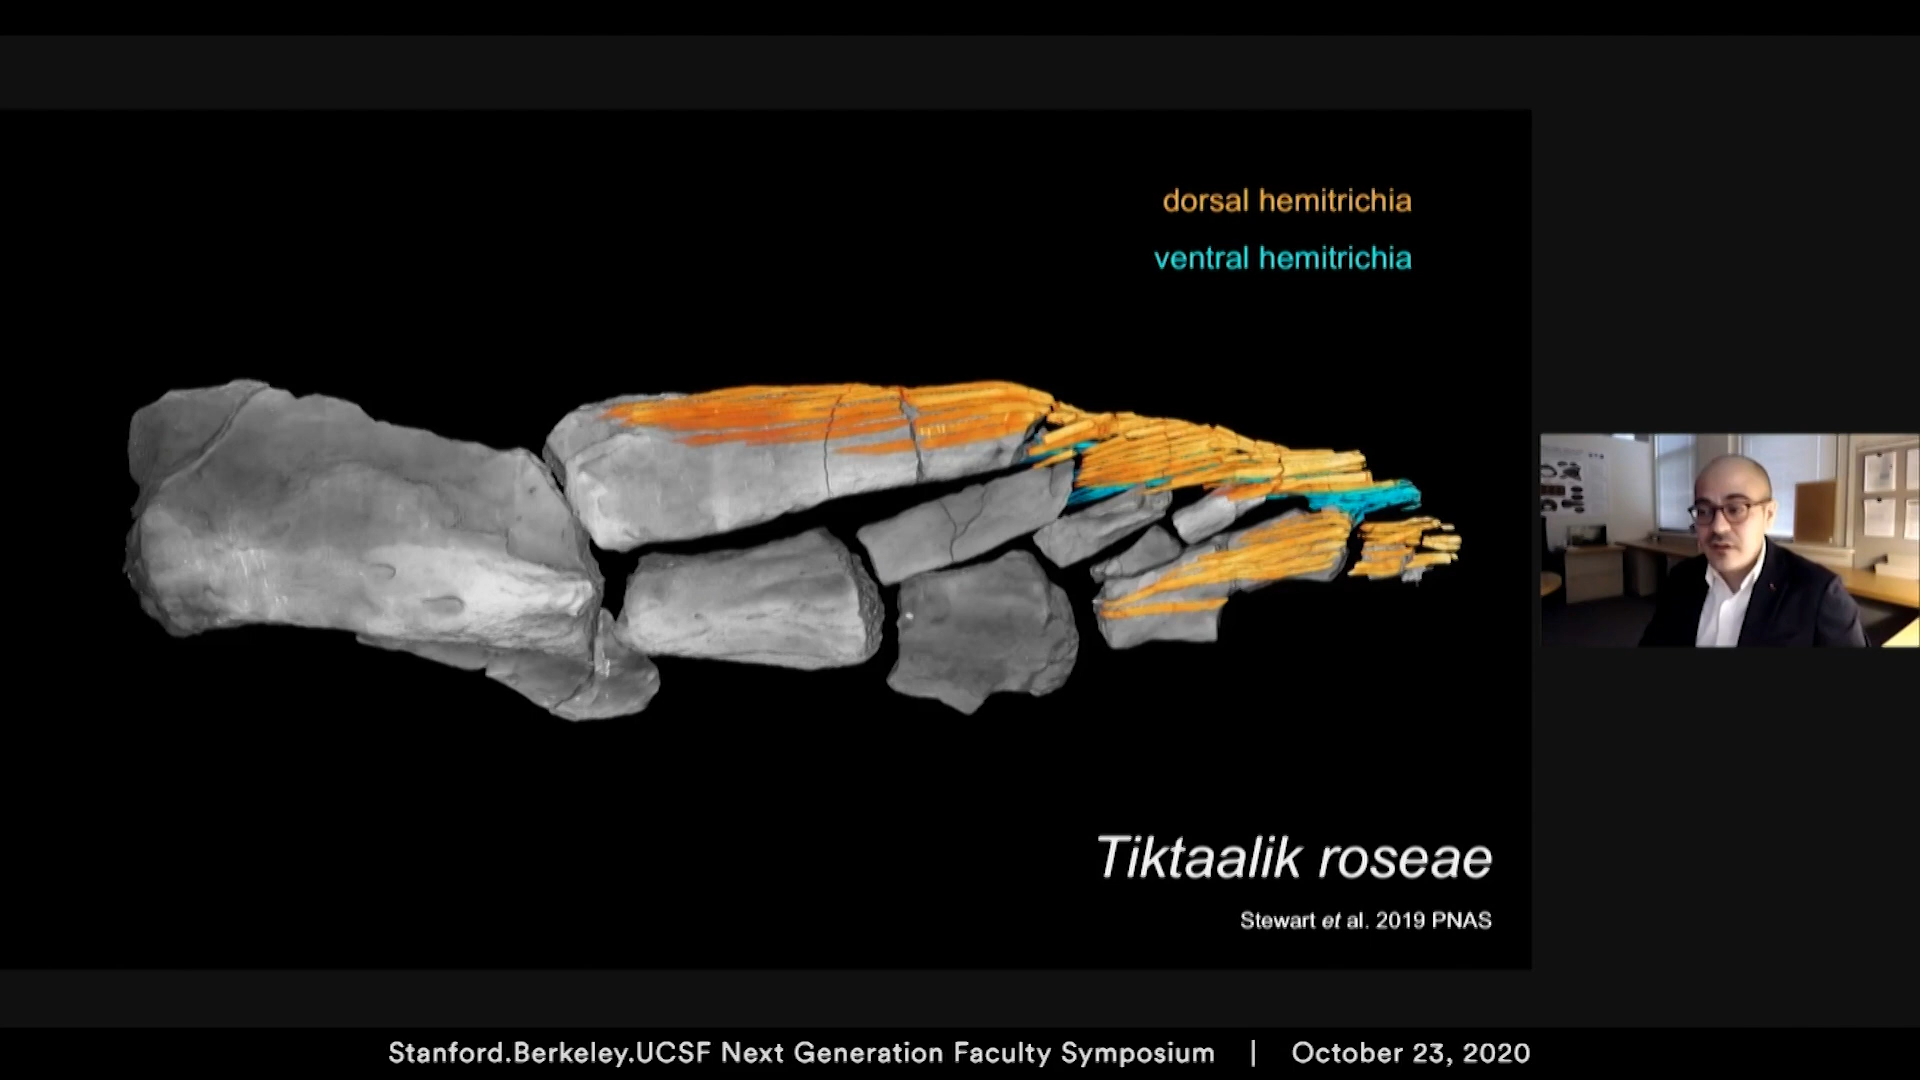 dorsal hemitrichia
ventral hemitrichia
Tiktaalik roseae
Stewart et al. 2019 PNAS
Stanford.Berkeley.UCSF Next Generation Faculty Symposium | October 23, 2020